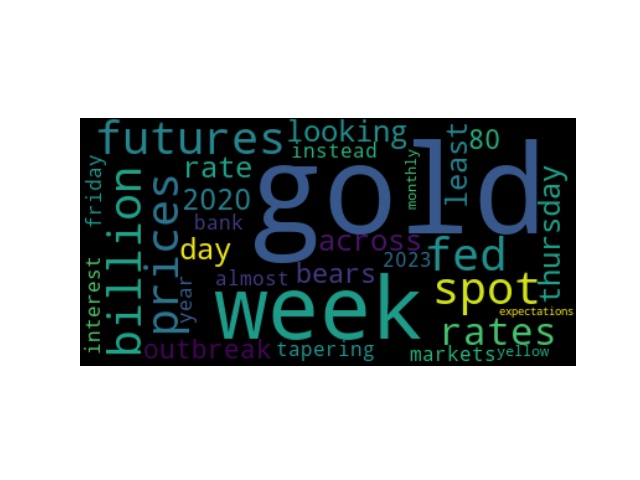 futures
looking
least
80
instead
gold
monthly
friday
rate
billion
prices
2020
thursday
bank
day
across
fed
2023
interest
year
almost
bears
week
spot
expectations
rates
outbreak
tapering
markets
yellow